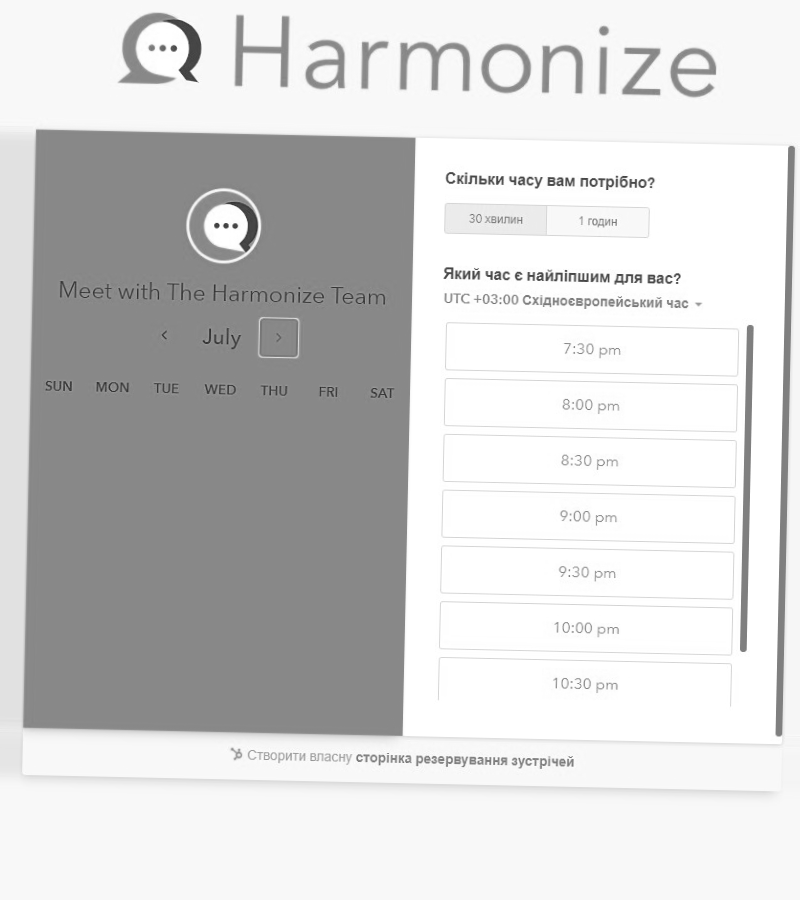 Harmonize
Meet with The Harmonize Team
July
SUN MON TUE WED THU FRI SAT
Скільки часу вам потрібно?
30 хвилин 1 годин
Який час є найліпшим для вас?
UTC +03:00 Східноєвропейський час
7:30 pm
8:00 pm
8:30 pm
9:00 pm
9:30 pm
10:00 pm
10:30 pm
Створити власну сторінка резервування зустрічей